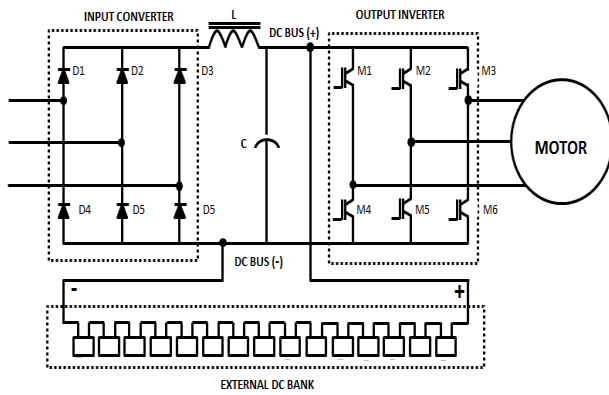 INPUT CONVERTER
L
DC BUS (+)
OUTPUT INVERTER
D1
D2
D3
M1
M2
M3
C
MOTOR
D4
D5
D5
M4
M5
M6
DC BUS (-)
-
+
EXTERNAL DC BANK